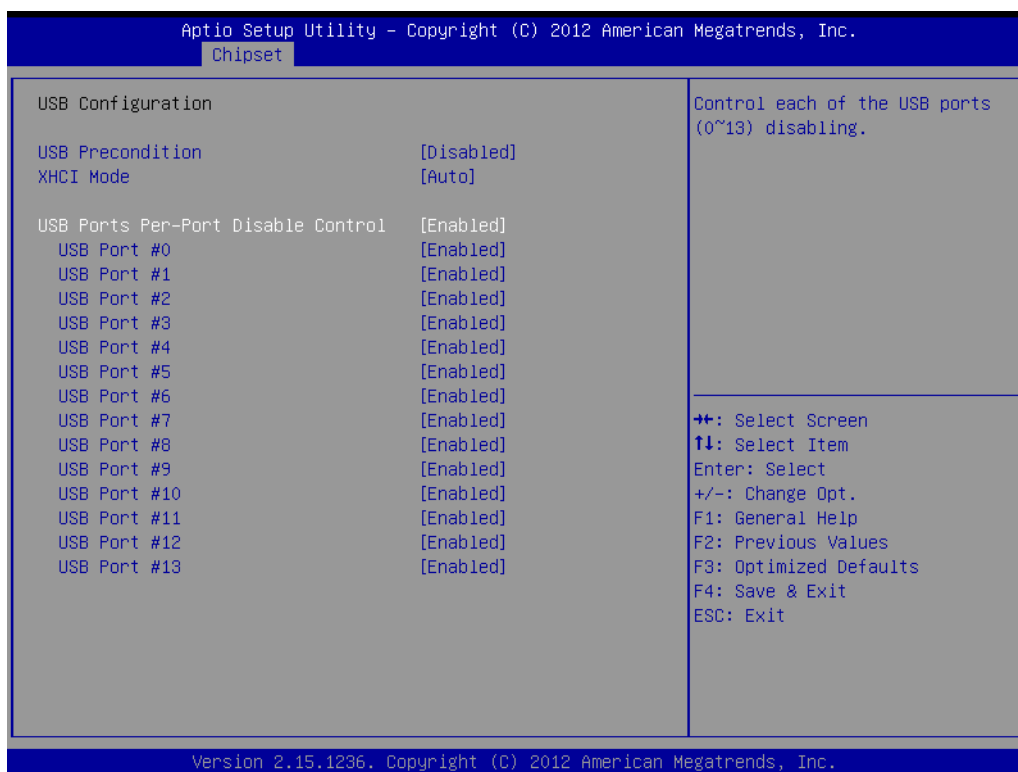 Aptio Setup Utility – Copyright (C) 2012 American Megatrends, Inc.
Chipset
USB Configuration
USB Precondition [Disabled]
XHCI Mode [Auto]
USB Ports Per-Port Disable Control [Enabled]
USB Port #0 [Enabled]
USB Port #1 [Enabled]
USB Port #2 [Enabled]
USB Port #3 [Enabled]
USB Port #4 [Enabled]
USB Port #5 [Enabled]
USB Port #6 [Enabled]
USB Port #7 [Enabled]
USB Port #8 [Enabled]
USB Port #9 [Enabled]
USB Port #10 [Enabled]
USB Port #11 [Enabled]
USB Port #12 [Enabled]
USB Port #13 [Enabled]
Control each of the USB ports
(0~13) disabling.
→←: Select Screen
↑↓: Select Item
Enter: Select
+/-: Change Opt.
F1: General Help
F2: Previous Values
F3: Optimized Defaults
F4: Save & Exit
ESC: Exit
Version 2.15.1236. Copyright (C) 2012 American Megatrends, Inc.